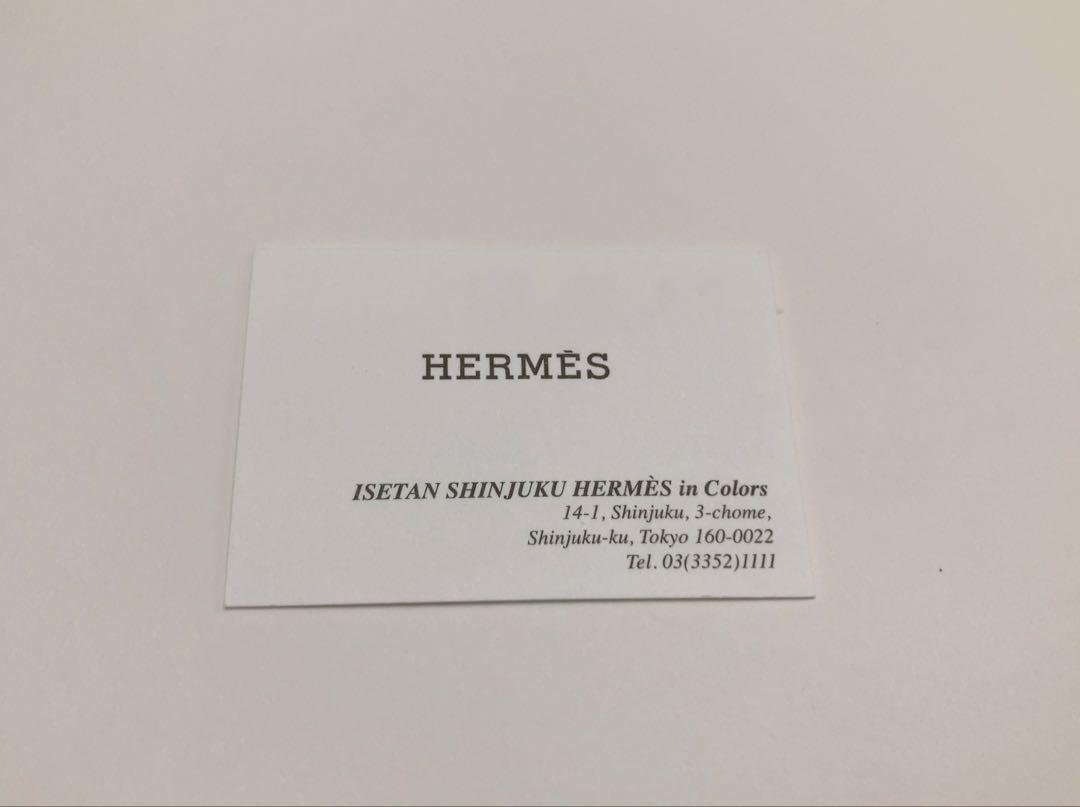 HERMÈS
ISETAN SHINJUKU HERMÈS in Colors
14-1, Shinjuku, 3-chome,
Shinjuku-ku, Tokyo 160-0022
Tel. 03(3352)1111